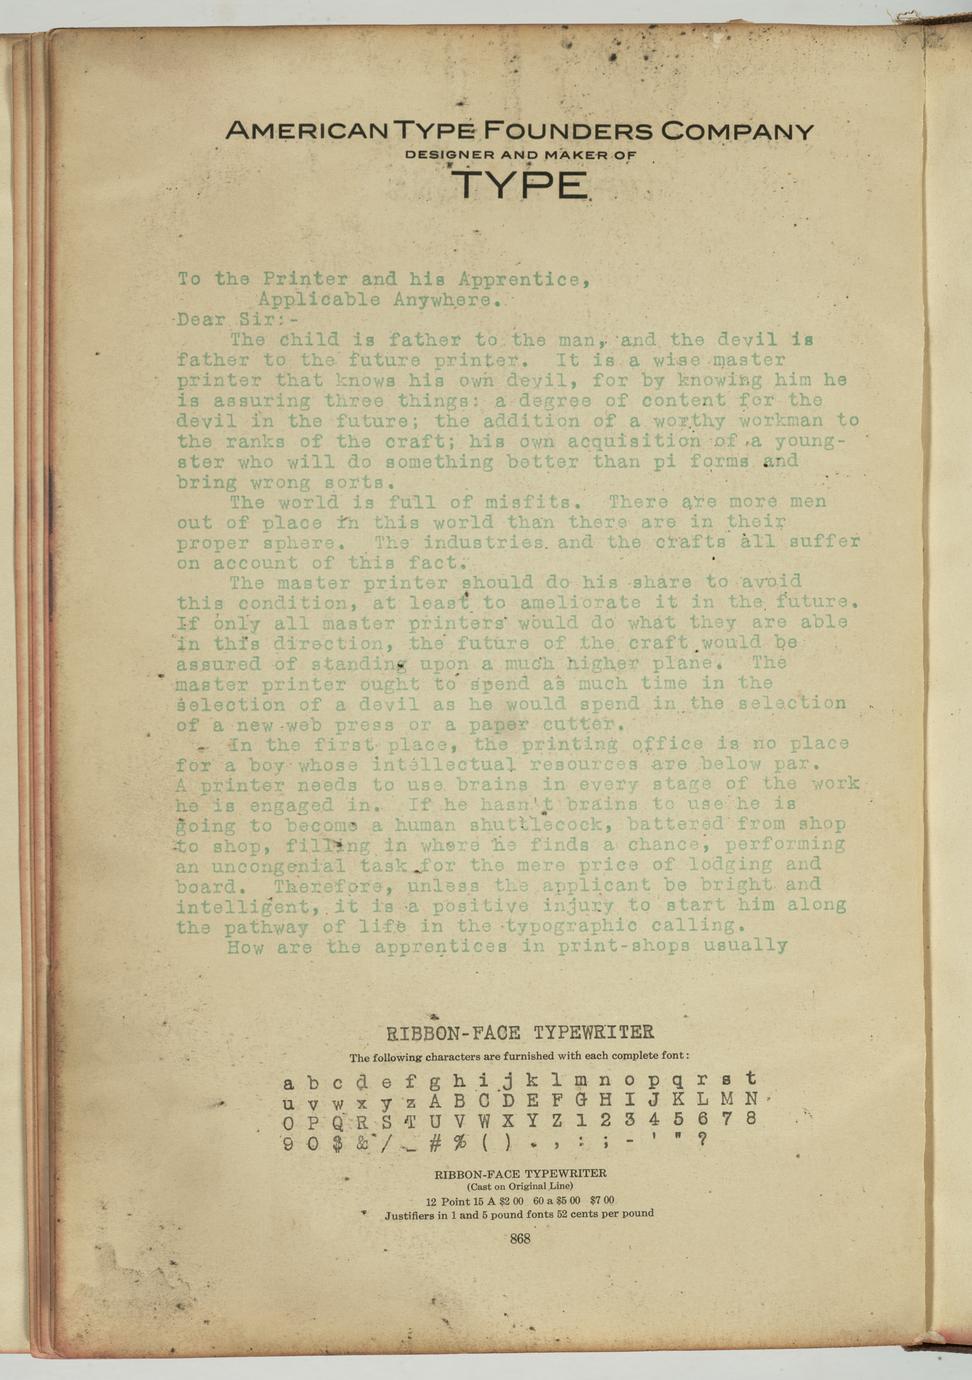 AMERICAN TYPE FOUNDERS COMPANY
DESIGNER AND MAKER OF
TYPE
To the Printer and his Apprentice,
Applicable Anywhere.
Dear Sir:-
The child is father to the man, and the devil is
father to the future printer. It is a wise master
printer that knows his own devil, for by knowing him he
is assuring three things: a degree of content for the
devil in the future; the addition of a worthy workman to
the ranks of the craft; his own acquisition of a young-
ster who will do something better than pi forms and
bring wrong sorts.
The world is full of misfits. There are more men
out of place in this world than there are in their
proper sphere. The industries and the crafts all suffer
on account of this fact.
The master printer should do his share to avoid
this condition, at least to ameliorate it in the future.
If only all master printers would do what they are able
in this direction, the future of the craft would be
assured of standing upon a much higher plane. The
master printer ought to spend as much time in the
selection of a devil as he would spend in the selection
of a new web press or a paper cutter.
In the first place, the printing office is no place
for a boy whose intellectual resources are below par.
A printer needs to use brains in every stage of the work
he is engaged in. If he hasn't brains to use he is
going to become a human shuttlecock, battered from shop
to shop, filling in where he finds a chance, performing
an uncongenial task for the mere price of lodging and
board. Therefore, unless the applicant be bright and
intelligent, it is a positive injury to start him along
the pathway of life in the typographic calling.
How are the apprentices in print-shops usually
RIBBON-FACE TYPEWRITER
The following characters are furnished with each complete font:
a b c d e f g h i j k l m n o p q r s t
u v w x y z A B C D E F G H I J K L M N
O P Q R S T U V W X Y Z 1 2 3 4 5 6 7 8
9 0 $ & / _ # % ( ) . , : ; - ' " ?
RIBBON-FACE TYPEWRITER
(Cast on Original Line)
12 Point 15 A $2 00 60 a $5 00 $7 00
Justifiers in 1 and 5 pound fonts 52 cents per pound
868